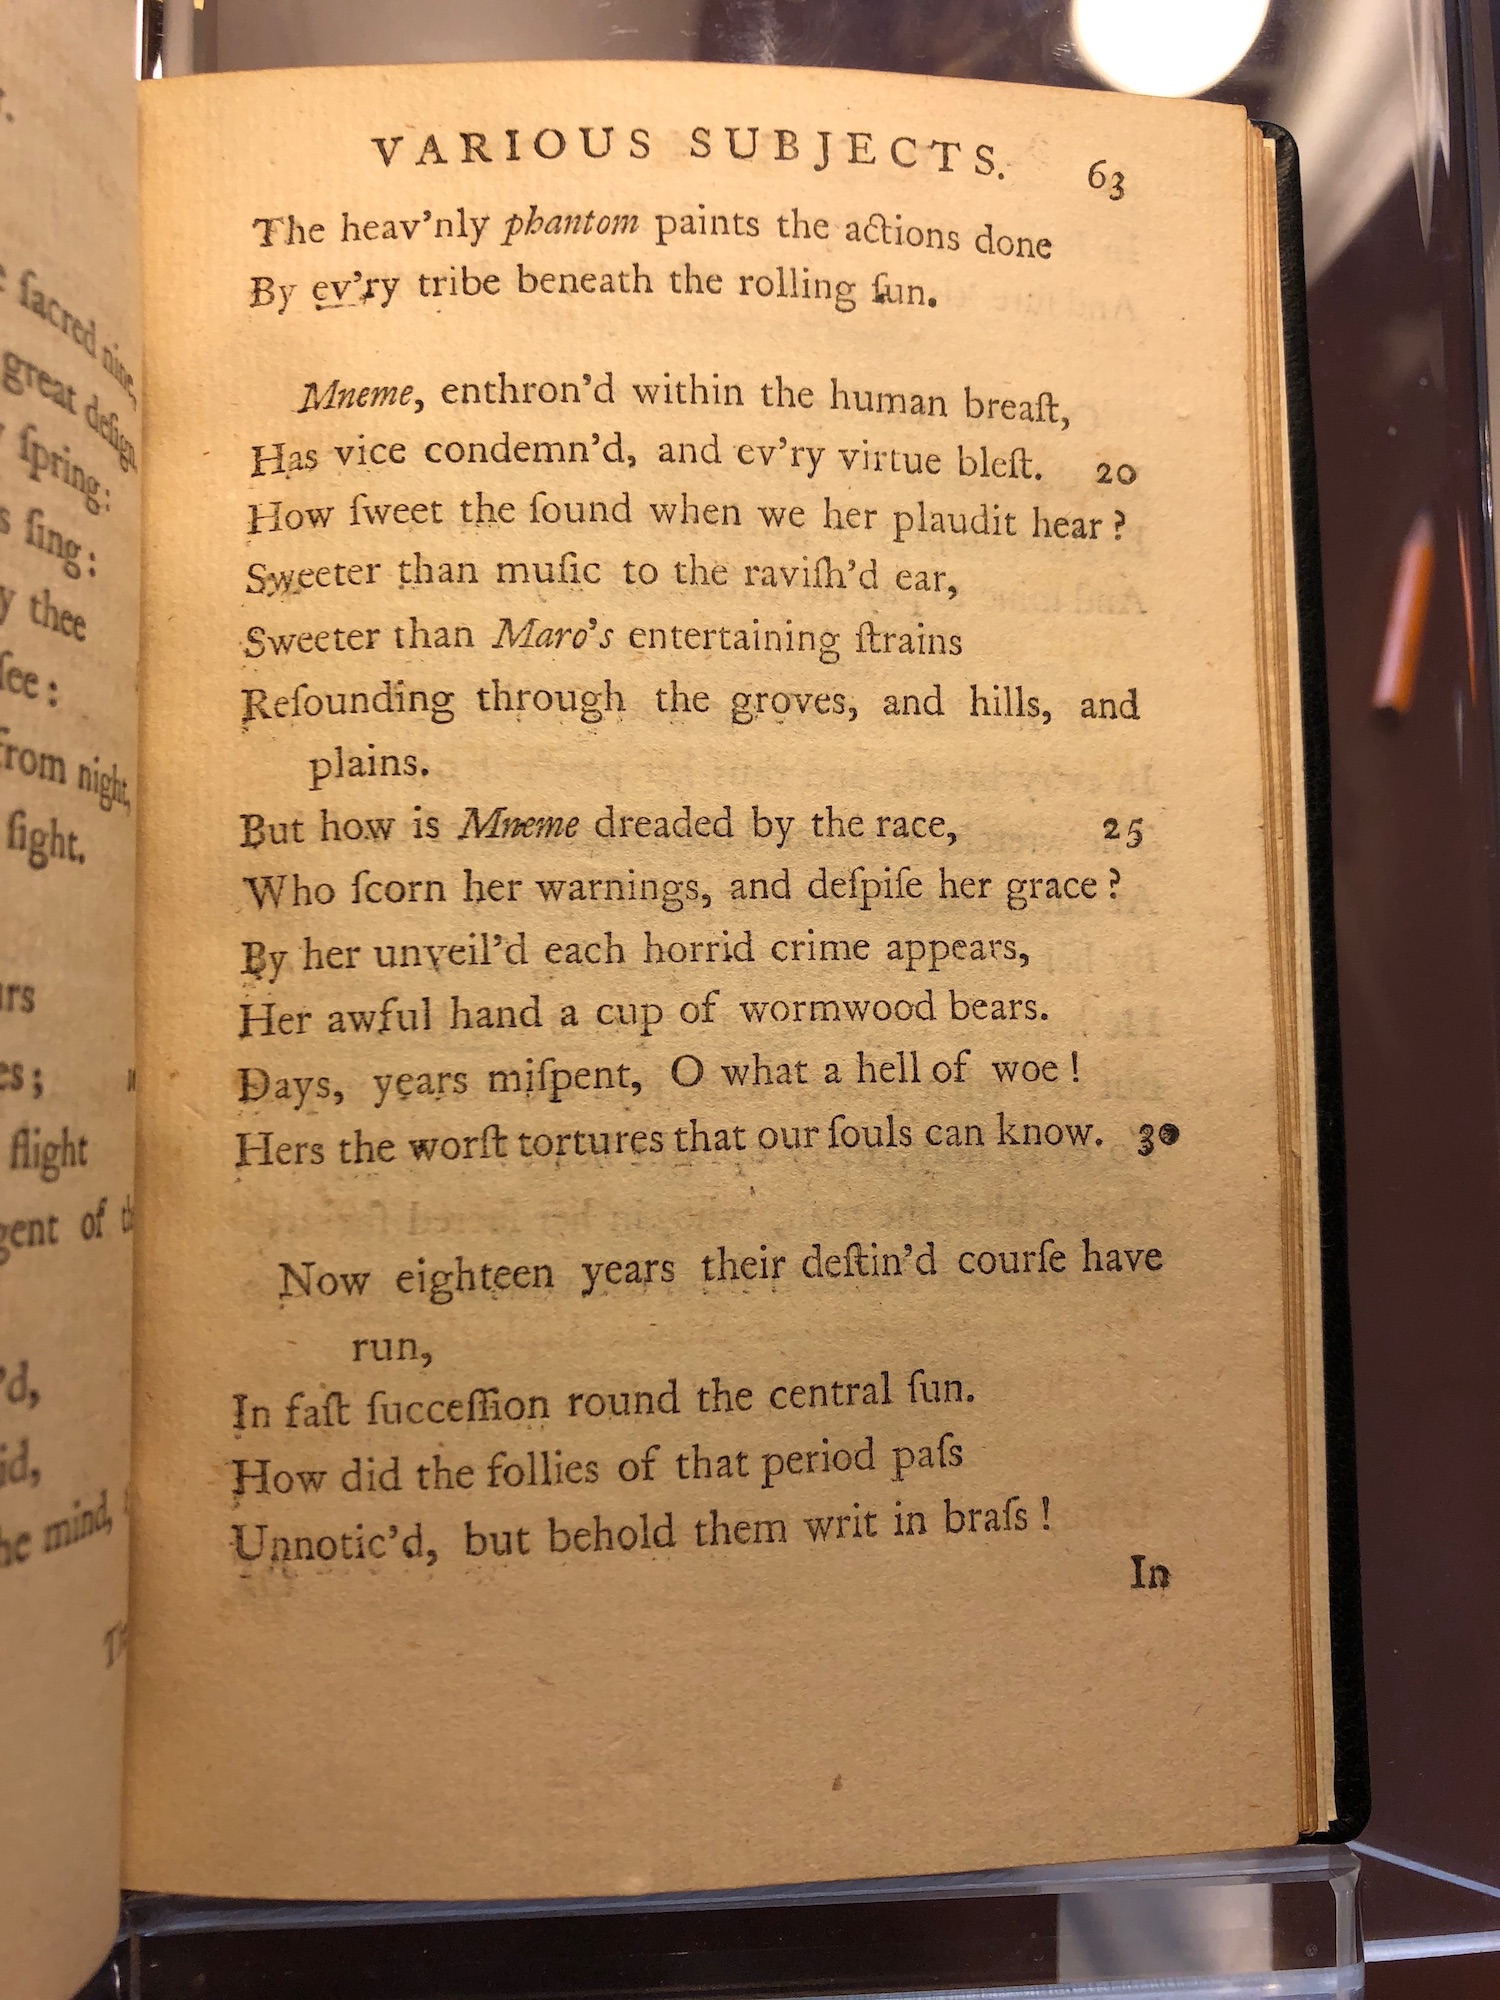 e ſacred nine,
great deſign
ſpring:
s ſing:
y thee
ſee:
from night,
ſight.
urs
es;
flight
gent of
'd,
id,
he mind,
VARIOUS SUBJECTS. 63
The heav'nly phantom paints the actions done
By ev'ry tribe beneath the rolling ſun.
Mneme, enthron'd within the human breaſt,
Has vice condemn'd, and ev'ry virtue bleſt. 20
How ſweet the ſound when we her plaudit hear?
Sweeter than muſic to the raviſh'd ear,
Sweeter than Maro's entertaining ſtrains
Reſounding through the groves, and hills, and
plains.
But how is Mneme dreaded by the race, 25
Who ſcorn her warnings, and deſpiſe her grace?
By her unveil'd each horrid crime appears,
Her awful hand a cup of wormwood bears.
Days, years miſpent, O what a hell of woe!
Hers the worſt tortures that our ſouls can know. 30
Now eighteen years their deſtin'd courſe have
run,
In faſt ſucceſſion round the central ſun.
How did the follies of that period paſs
Unnotic'd, but behold them writ in braſs!
In